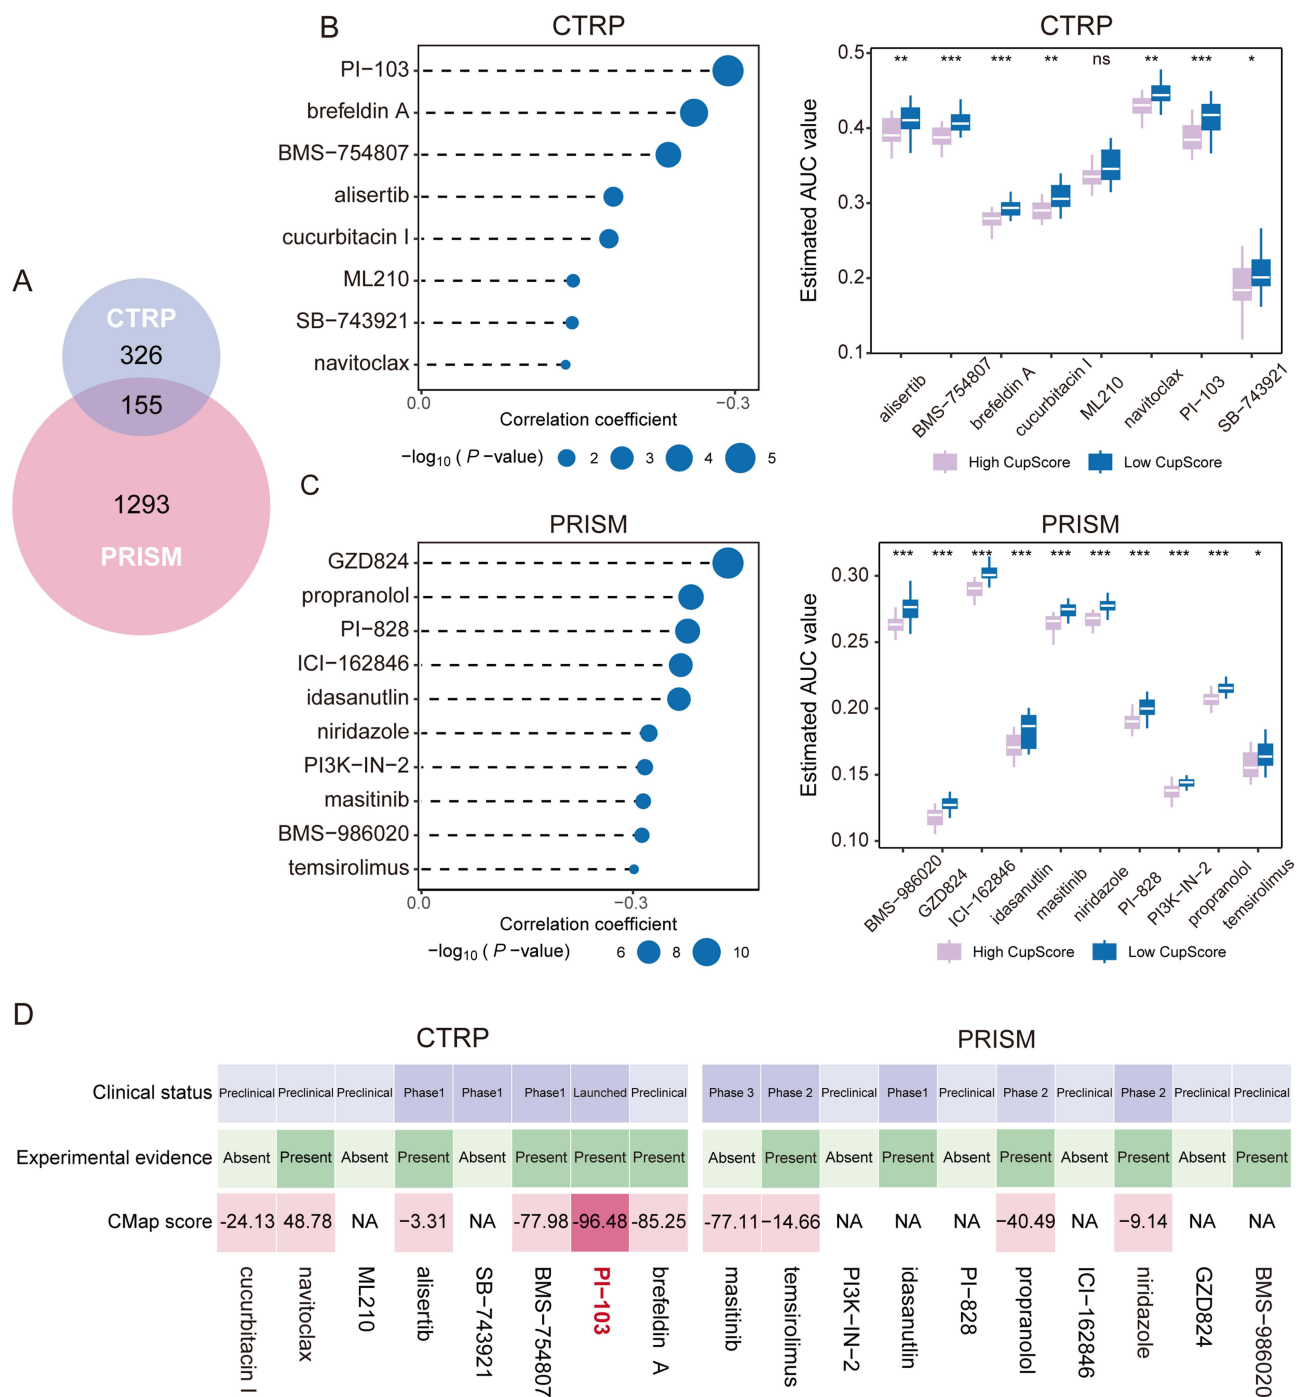 A
CTRP
326
155
1293
PRISM
B
CTRP
PI−103
brefeldin A
BMS−754807
alisertib
cucurbitacin I
ML210
SB−743921
navitoclax
0.0
−0.3
Correlation coefficient
−log10 ( P −value)
2
3
4
5
CTRP
Estimated AUC value
0.5
0.4
0.3
0.2
0.1
** *** *** ** ns ** *** *
alisertib
BMS−754807
brefeldin A
cucurbitacin I
ML210
navitoclax
PI−103
SB−743921
High CupScore
Low CupScore
C
PRISM
GZD824
propranolol
PI−828
ICI−162846
idasanutlin
niridazole
PI3K−IN−2
masitinib
BMS−986020
temsirolimus
0.0
−0.3
Correlation coefficient
−log10 ( P −value)
6
8
10
PRISM
Estimated AUC value
0.30
0.25
0.20
0.15
0.10
*** *** *** *** *** *** *** *** *** *
BMS−986020
GZD824
ICI−162846
idasanutlin
masitinib
niridazole
PI−828
PI3K−IN−2
propranolol
temsirolimus
High CupScore
Low CupScore
D
CTRP
PRISM
Clinical status Preclinical Preclinical Preclinical Phase1 Phase1 Phase1 Launched Preclinical Phase 3 Phase 2 Preclinical Phase1 Preclinical Phase 2 Preclinical Phase 2 Preclinical Preclinical
Experimental evidence Absent Present Absent Present Absent Present Present Present Absent Present Absent Present Absent Present Absent Present Absent Present
CMap score -24.13 48.78 NA −3.31 NA -77.98 -96.48 -85.25 -77.11 −14.66 NA NA NA −40.49 NA −9.14 NA NA
cucurbitacin I
navitoclax
ML210
alisertib
SB−743921
BMS−754807
PI−103
brefeldin A
masitinib
temsirolimus
PI3K−IN−2
idasanutlin
PI−828
propranolol
ICI−162846
niridazole
GZD824
BMS−986020